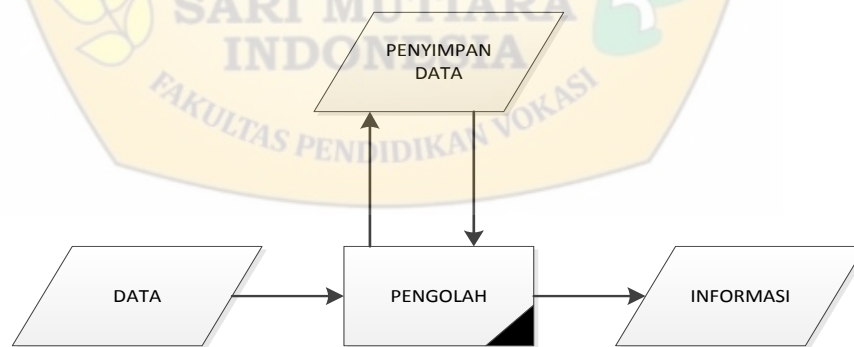 SARI MUTIARA
INDONESIA
FAKULTAS PENDIDIKAN VOKASI
PENYIMPAN
DATA
DATA
PENGOLAH
INFORMASI